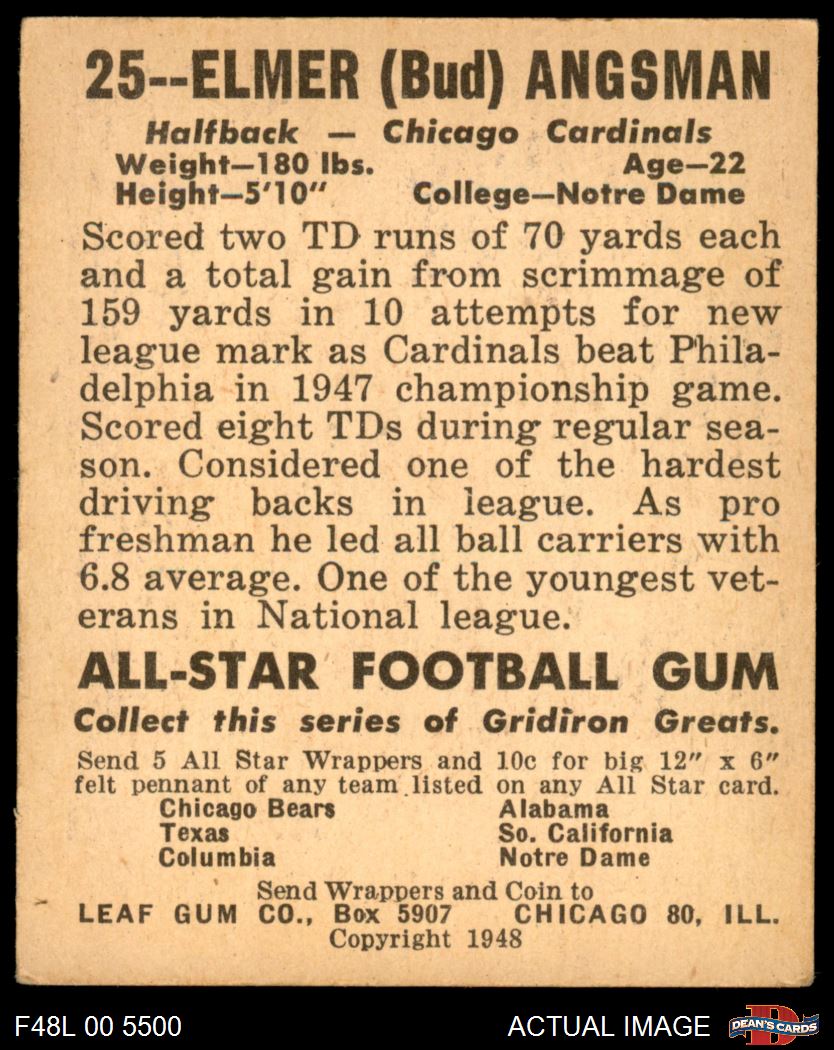 25--ELMER (Bud) ANGSMAN
Halfback — Chicago Cardinals
Weight—180 lbs. Age—22
Height—5'10" College—Notre Dame
Scored two TD runs of 70 yards each
and a total gain from scrimmage of
159 yards in 10 attempts for new
league mark as Cardinals beat Phila-
delphia in 1947 championship game.
Scored eight TDs during regular sea-
son. Considered one of the hardest
driving backs in league. As pro
freshman he led all ball carriers with
6.8 average. One of the youngest vet-
erans in National league.
ALL-STAR FOOTBALL GUM
Collect this series of Gridiron Greats.
Send 5 All Star Wrappers and 10c for big 12" x 6"
felt pennant of any team listed on any All Star card.
Chicago Bears Alabama
Texas So. California
Columbia Notre Dame
Send Wrappers and Coin to
LEAF GUM CO., Box 5907 CHICAGO 80, ILL.
Copyright 1948
F48L 00 5500 ACTUAL IMAGE D DEAN'S CARDS